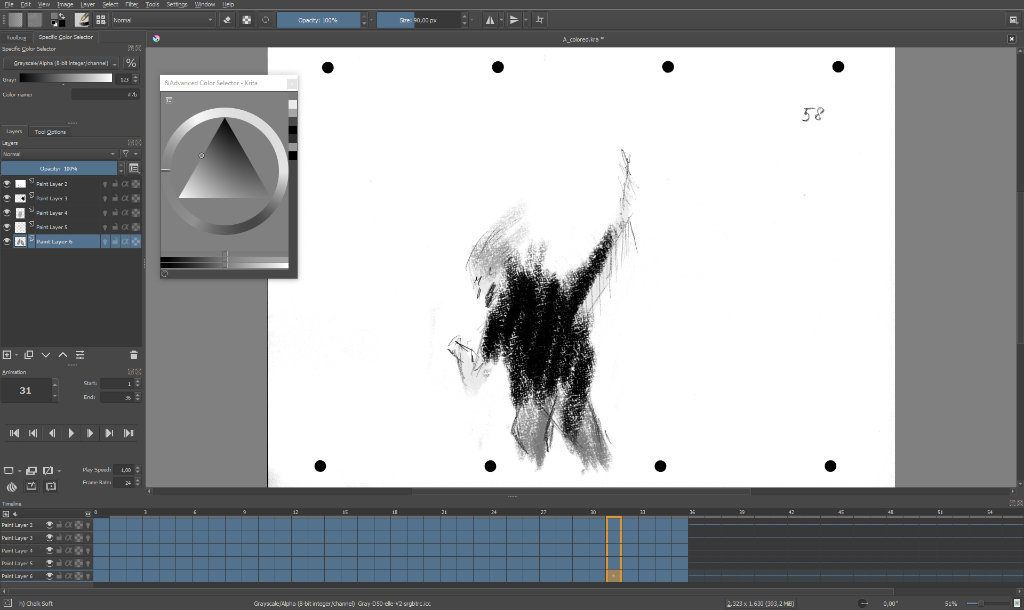 File Edit View Image Layer Select Filter Tools Settings Window Help
Normal
Opacity: 100%
Size: 90,00 px
Toolbox
Specific Color Selector
A_colored.kra *
Specific Color Selector
Grayscale/Alpha (8-bit integer/channel)
%
Gray:
123
Color name:
#7b
Advanced Color Selector - Krita
58
Layers
Tool Options
Layers
Normal
Opacity: 100%
Paint Layer 2
Paint Layer 3
Paint Layer 4
Paint Layer 5
Paint Layer 6
Animation
31
Start: 1
End: 36
Play Speed: 1,00
Frame Rate: 24
Timeline
0 3 6 9 12 15 18 21 24 27 30 33 36 39 42 45 48 51 54
Paint Layer 2
Paint Layer 3
Paint Layer 4
Paint Layer 5
Paint Layer 6
h) Chalk Soft
Grayscale/Alpha (8-bit integer/channel) Gray-D50-elle-V2-srgbtrc.icc
2.323 x 1.630 (393,2 MiB)
0,00°
51%